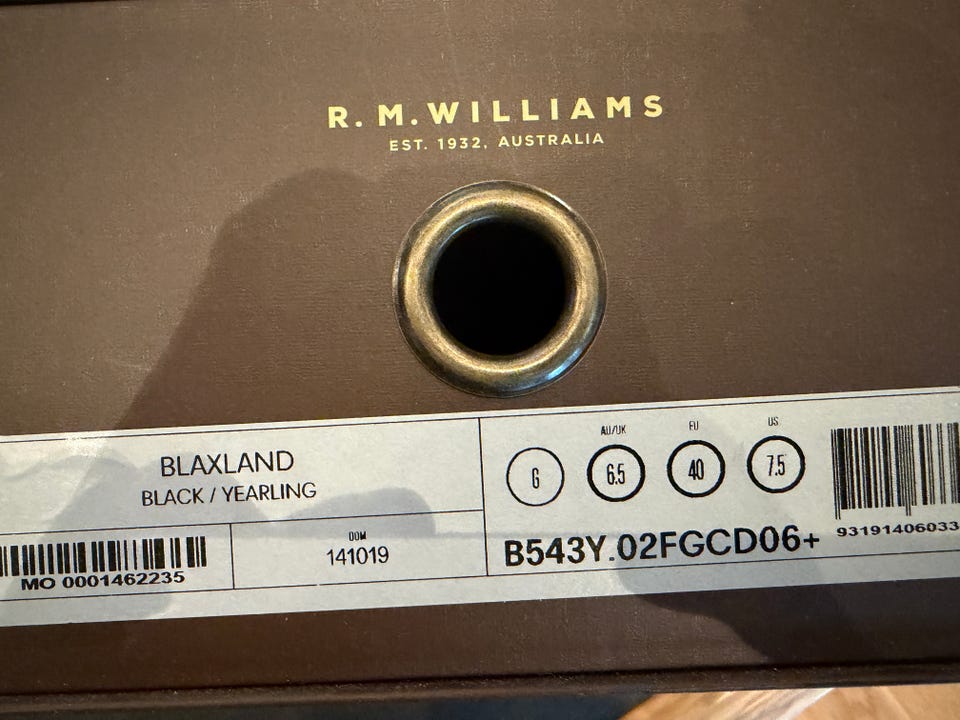 R. M. WILLIAMS
EST. 1932, AUSTRALIA
BLAXLAND
BLACK / YEARLING
MO 0001462235
DOM
141019
G
AU/UK
6.5
EU
40
US
7.5
B543Y.02FGCD06+
93191406033